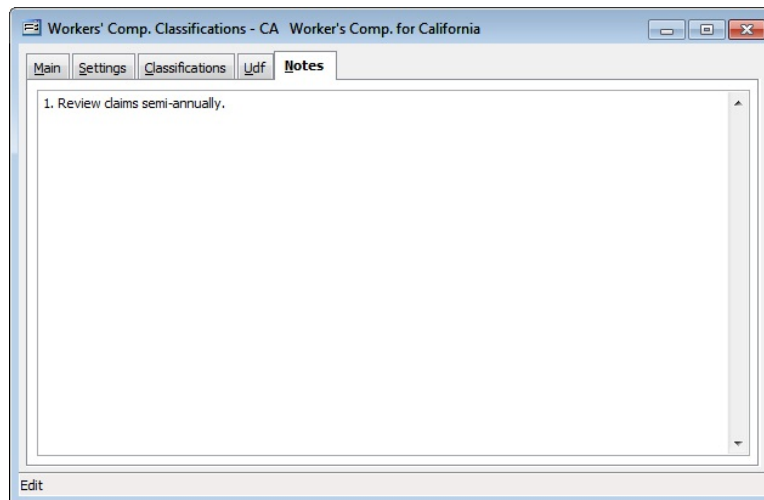 Workers' Comp. Classifications - CA   Worker's Comp. for California
Main Settings Classifications Udf Notes
1. Review claims semi-annually.
Edit